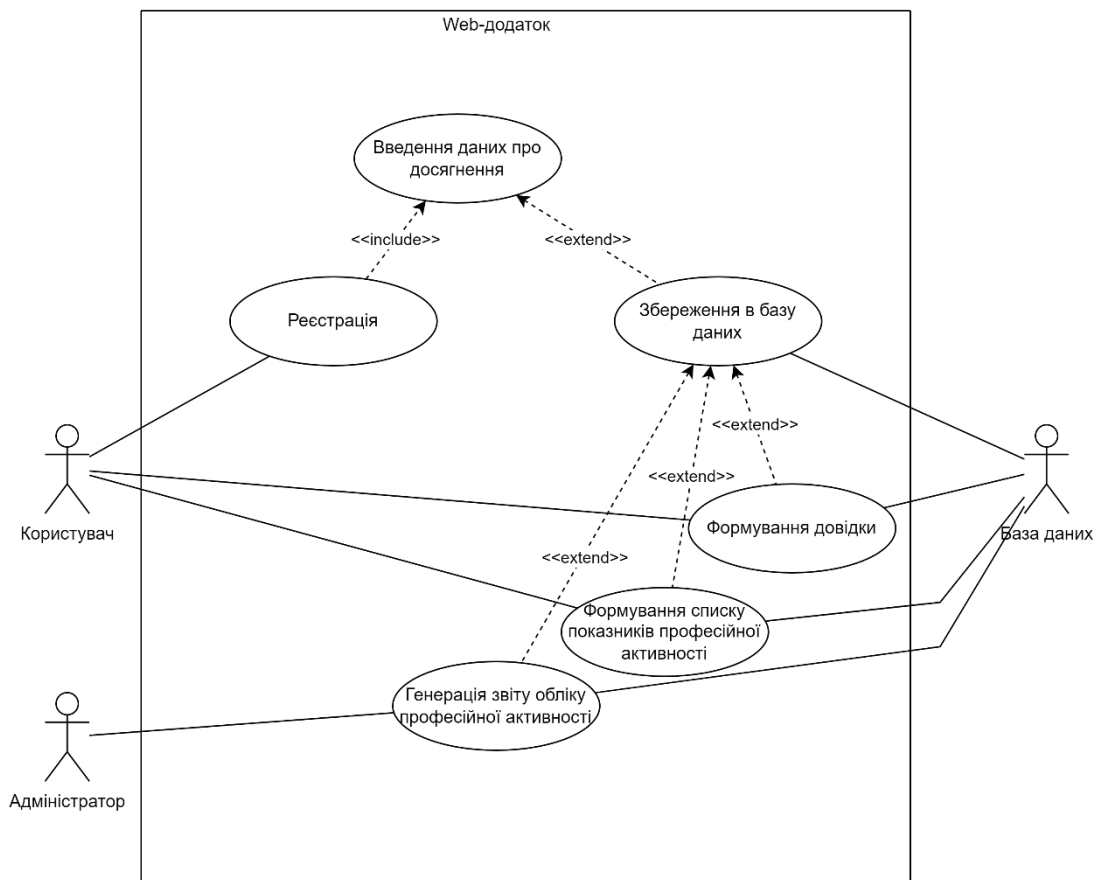 Web-додаток
Введення даних про
досягнення
<<include>>
<<extend>>
Реєстрація
Збереження в базу
даних
<<extend>>
<<extend>>
Користувач
Формування довідки
База даних
<<extend>>
Формування списку
показників професійної
активності
Генерація звіту обліку
професійної активності
Адміністратор